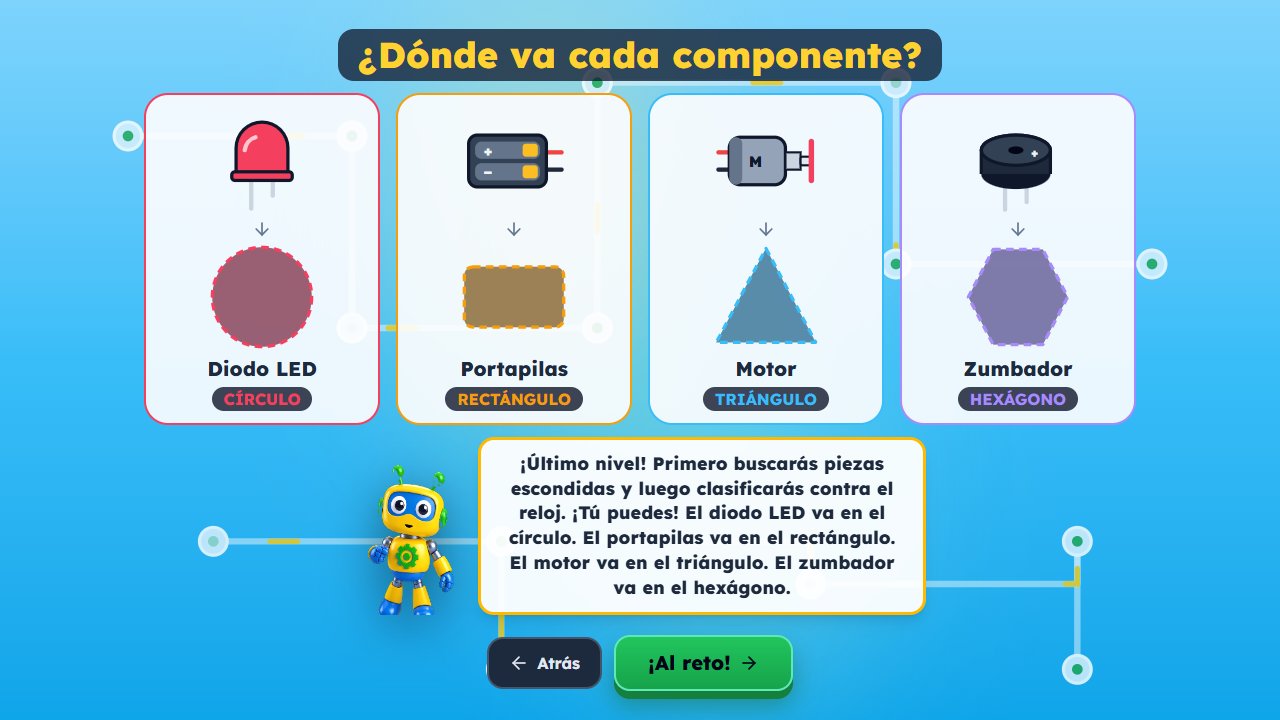 ¿Dónde va cada componente?
M
Diodo LED
CÍRCULO
Portapilas
RECTÁNGULO
Motor
TRIÁNGULO
Zumbador
HEXÁGONO
¡Último nivel! Primero buscarás piezas
escondidas y luego clasificarás contra el
reloj. ¡Tú puedes! El diodo LED va en el
círculo. El portapilas va en el rectángulo.
El motor va en el triángulo. El zumbador
va en el hexágono.
Atrás
¡Al reto!